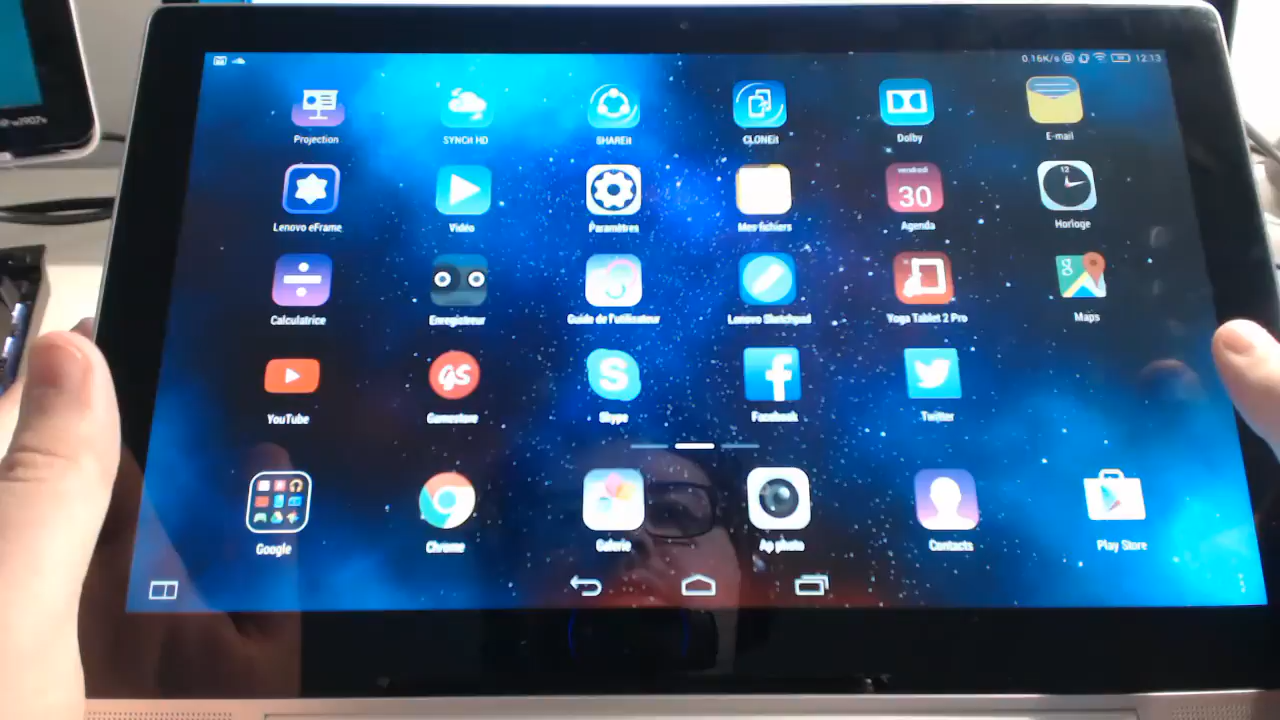 0.16K/s 12:13
Projection SYNCit HD SHAREit CLONEit Dolby E-mail
vendredi
30
12
Lenovo eFrame Vidéo Paramètres Mes fichiers Agenda Horloge
g
Calculatrice Enregistreur Guide de l'utilisateur Lenovo Sketchpad Yoga Tablet 2 Pro Maps
GS S f
YouTube Gamestore Skype Facebook Twitter
Google Chrome Galerie Ap photo Contacts Play Store